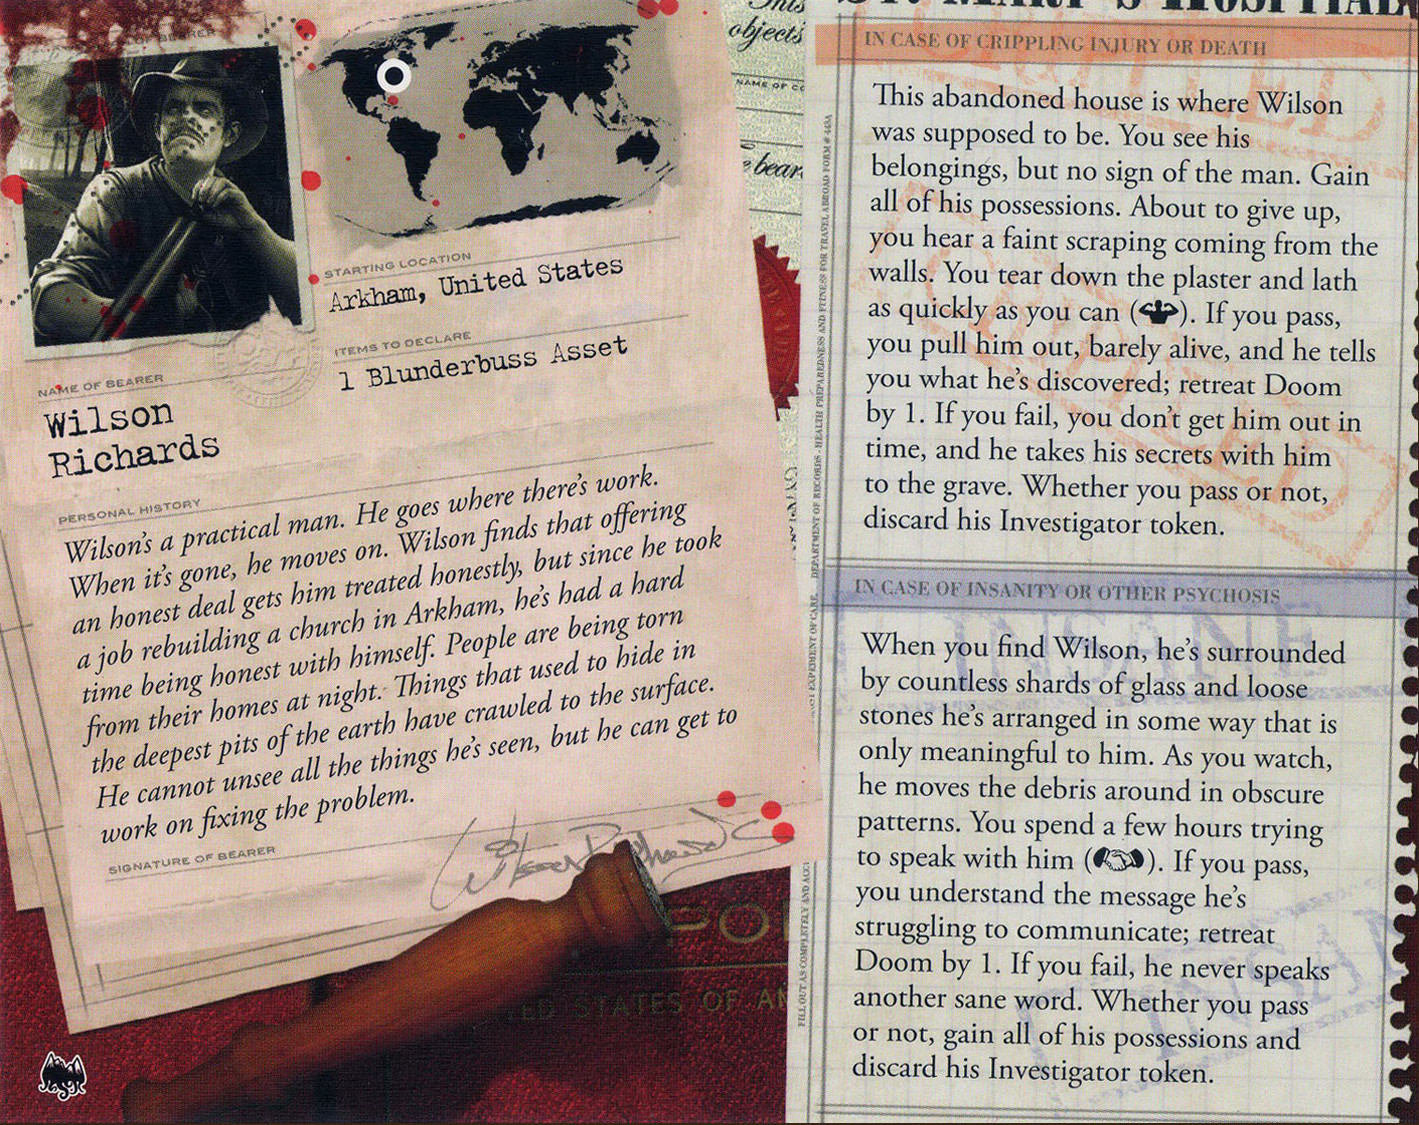 STARTING LOCATION
Arkham, United States
ITEMS TO DECLARE
1 Blunderbuss Asset
NAME OF BEARER
Wilson
Richards
PERSONAL HISTORY
Wilson's a practical man. He goes where there's work.
When it's gone, he moves on. Wilson finds that offering
an honest deal gets him treated honestly, but since he took
a job rebuilding a church in Arkham, he's had a hard
time being honest with himself. People are being torn
from their homes at night. Things that used to hide in
the deepest pits of the earth have crawled to the surface.
He cannot unsee all the things he's seen, but he can get to
work on fixing the problem.
SIGNATURE OF BEARER
Wilson Richards
objects
ST. MARY'S HOSPITAL
IN CASE OF CRIPPLING INJURY OR DEATH
This abandoned house is where Wilson
was supposed to be. You see his
belongings, but no sign of the man. Gain
all of his possessions. About to give up,
you hear a faint scraping coming from the
walls. You tear down the plaster and lath
as quickly as you can ( ). If you pass,
you pull him out, barely alive, and he tells
you what he's discovered; retreat Doom
by 1. If you fail, you don't get him out in
time, and he takes his secrets with him
to the grave. Whether you pass or not,
discard his Investigator token.
IN CASE OF INSANITY OR OTHER PSYCHOSIS
When you find Wilson, he's surrounded
by countless shards of glass and loose
stones he's arranged in some way that is
only meaningful to him. As you watch,
he moves the debris around in obscure
patterns. You spend a few hours trying
to speak with him ( ). If you pass,
you understand the message he's
struggling to communicate; retreat
Doom by 1. If you fail, he never speaks
another sane word. Whether you pass
or not, gain all of his possessions and
discard his Investigator token.